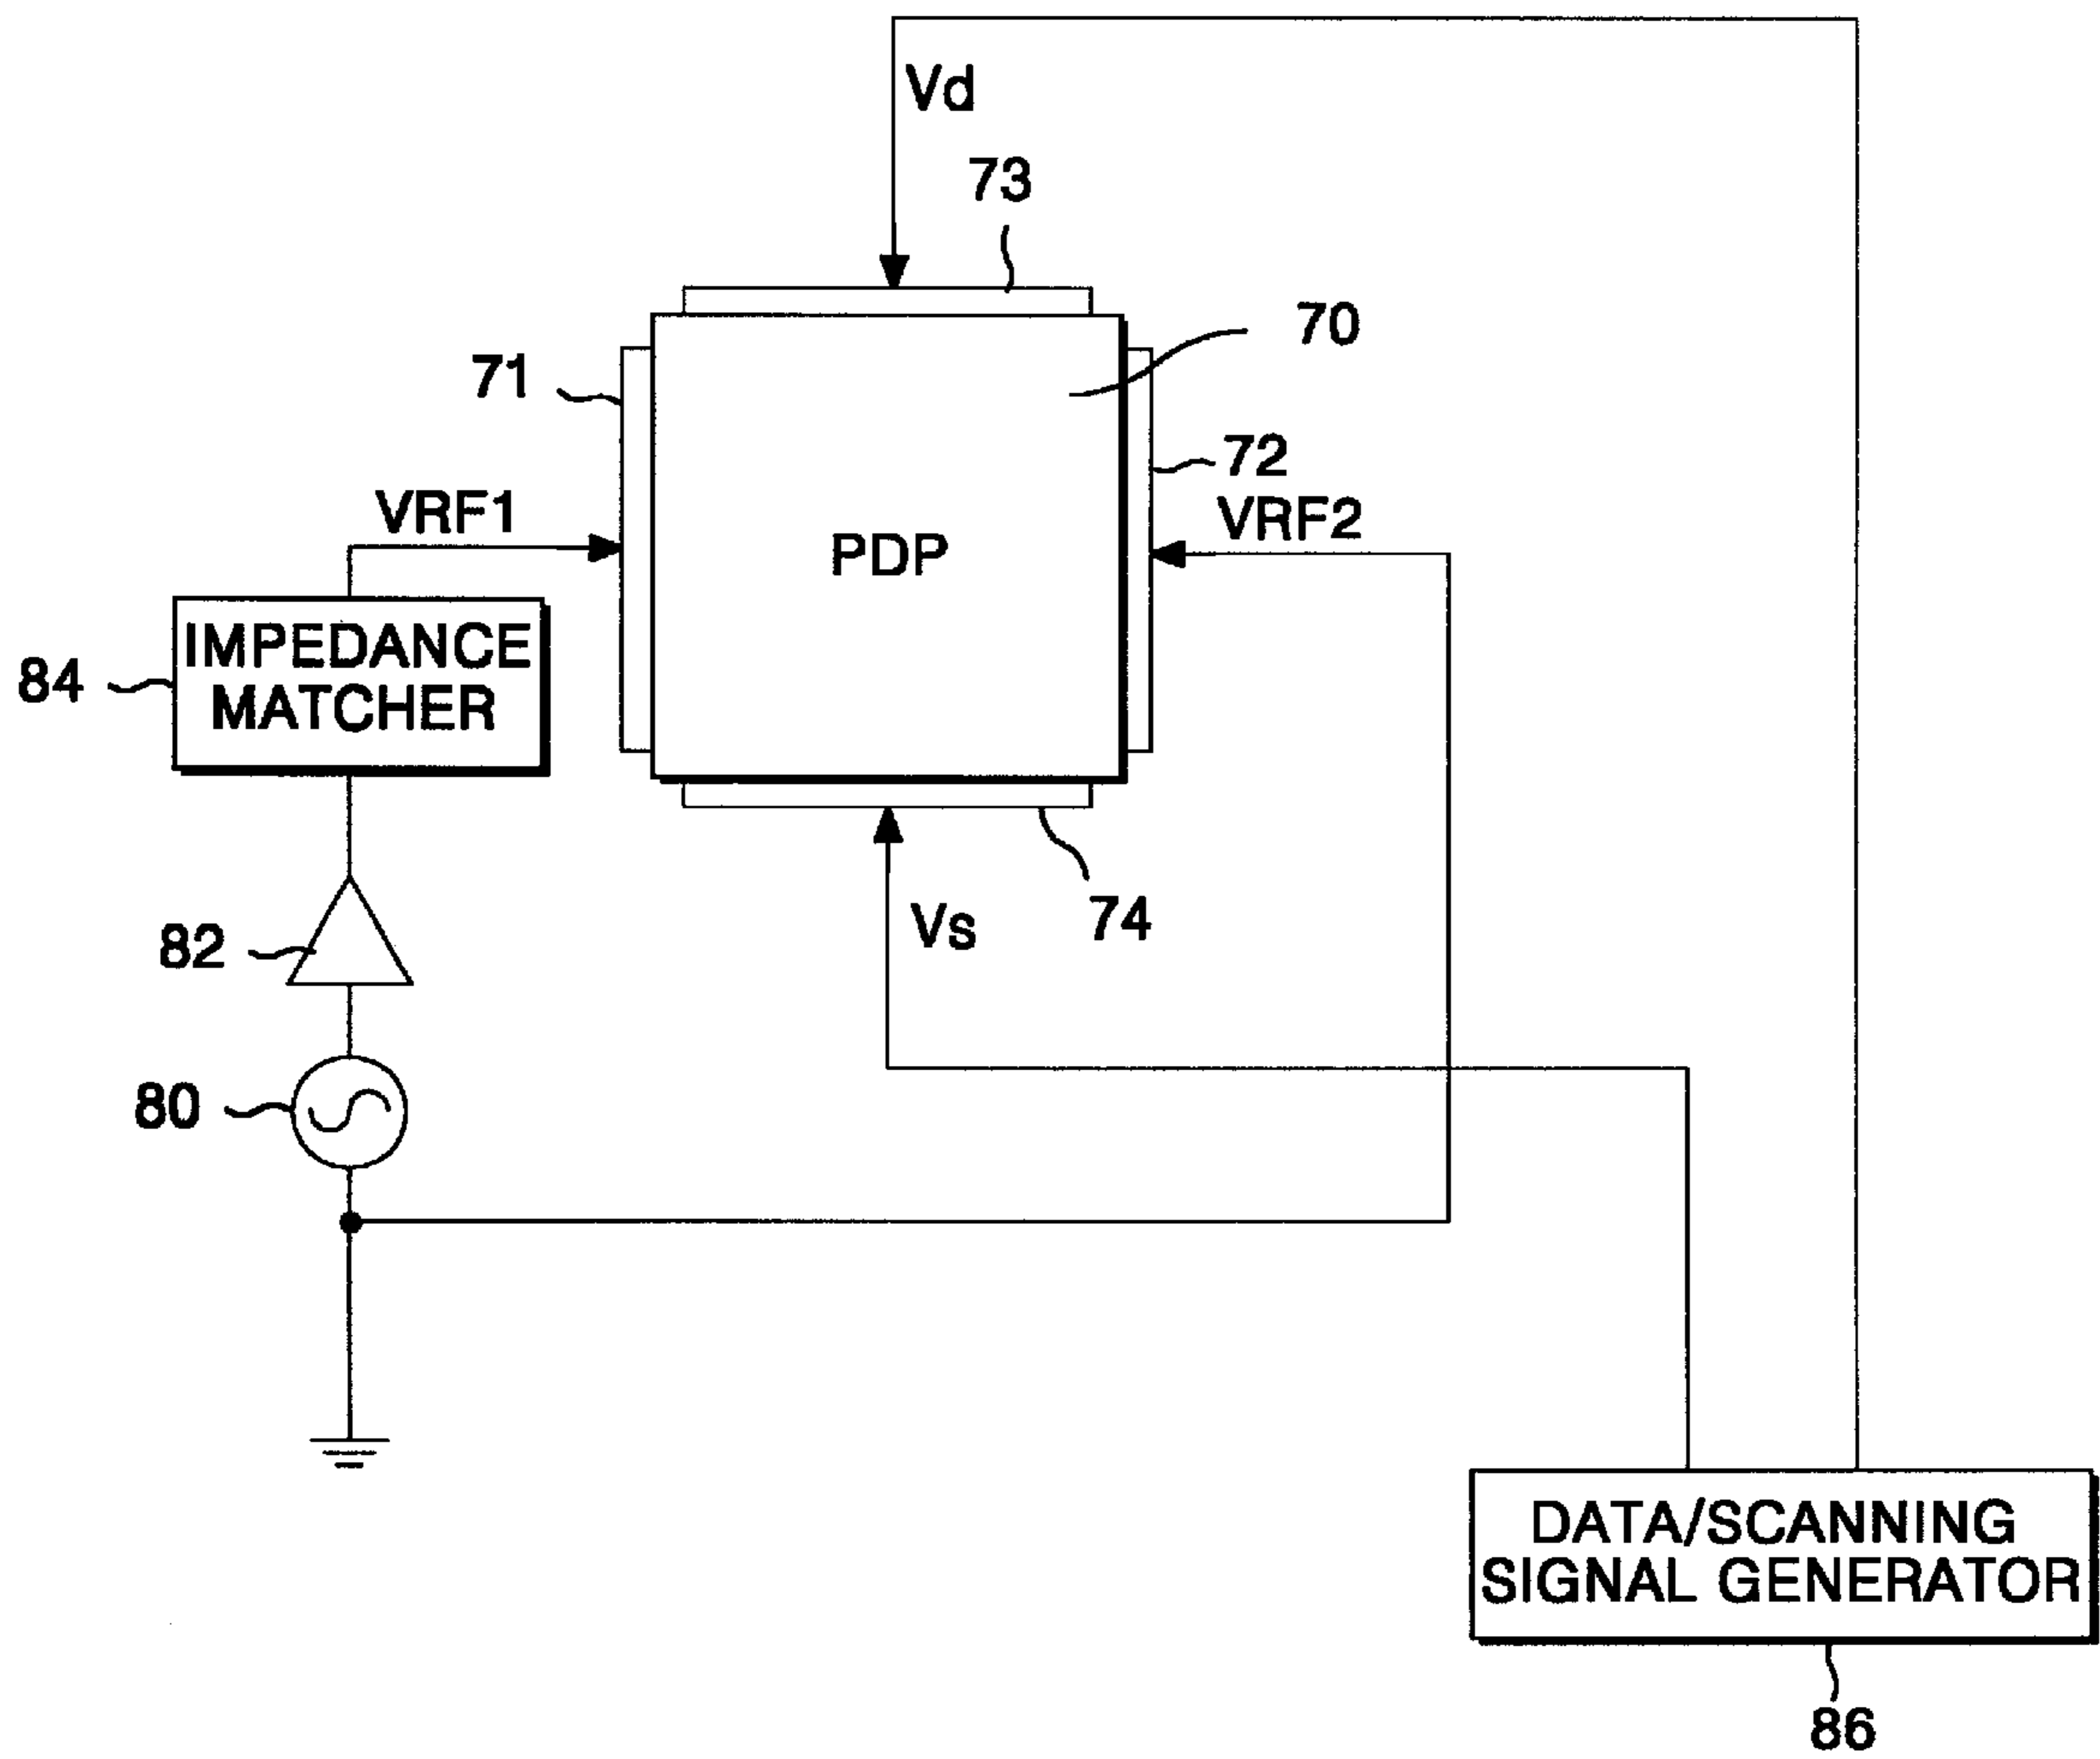 Vd
73
70
71
72
VRF1
VRF2
PDP
IMPEDANCE
MATCHER
84
82
Vs
74
80
DATA/SCANNING
SIGNAL GENERATOR
86